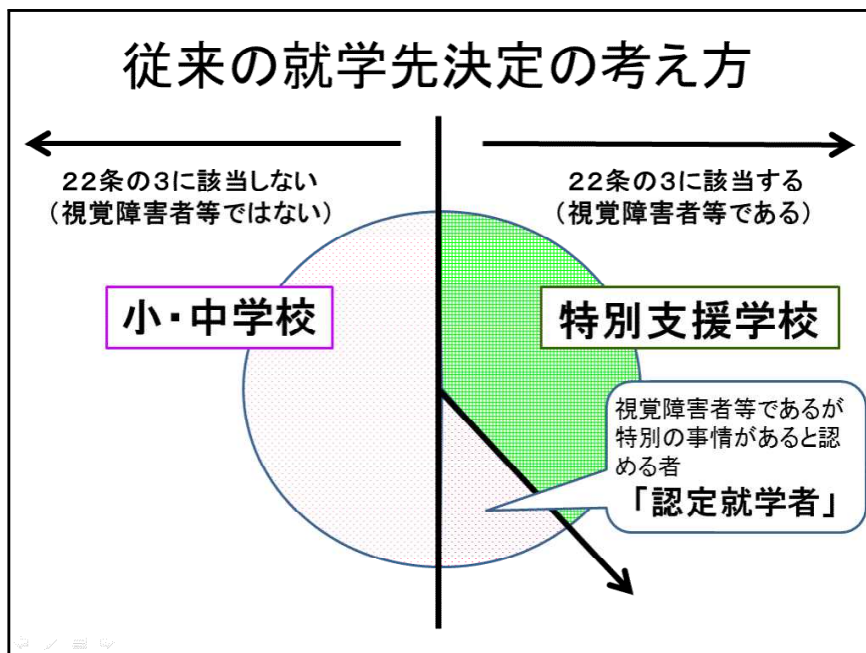 従来の就学先決定の考え方
22条の3に該当しない
（視覚障害者等ではない）
22条の3に該当する
（視覚障害者等である）
小・中学校
特別支援学校
視覚障害者等であるが
特別の事情があると認
める者
「認定就学者」